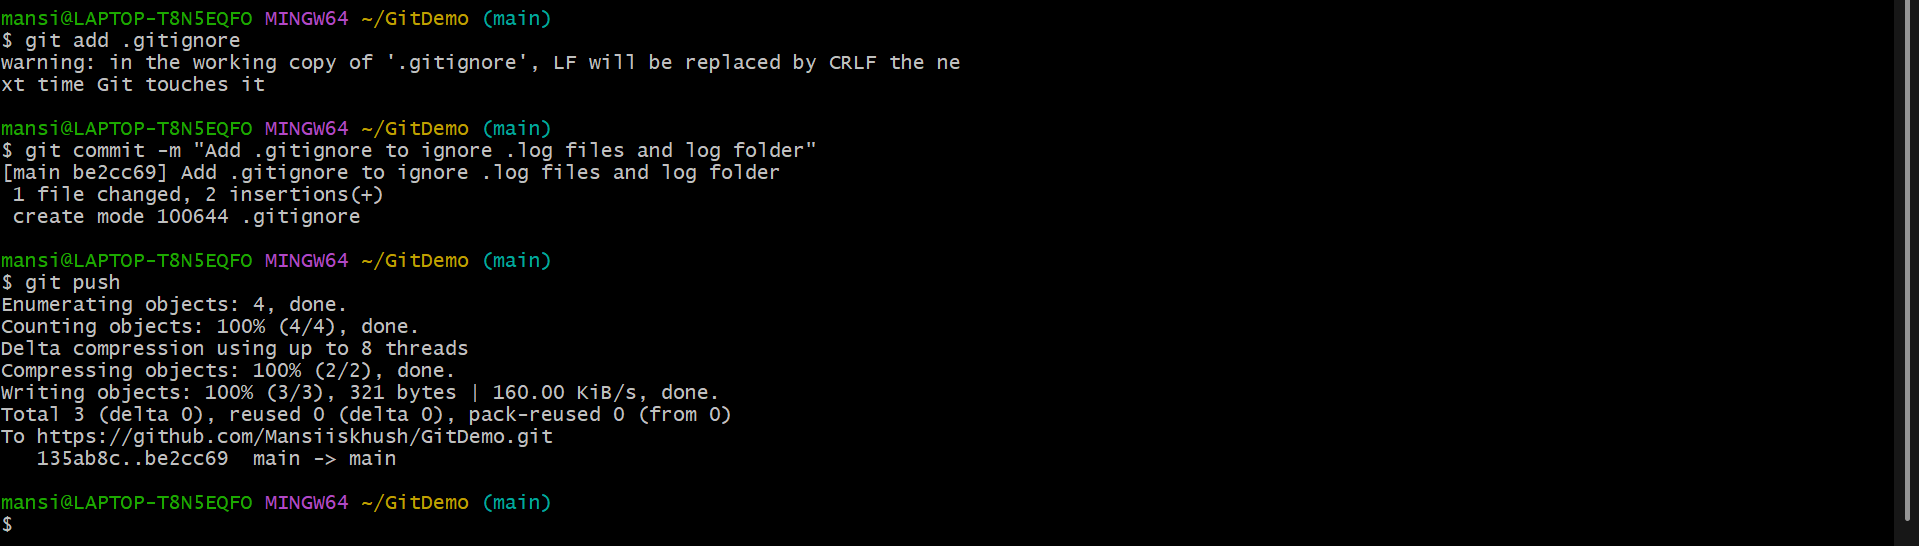 mansi@LAPTOP-T8N5EQFO MINGW64 ~/GitDemo (main)
$ git add .gitignore
warning: in the working copy of '.gitignore', LF will be replaced by CRLF the ne
xt time Git touches it
mansi@LAPTOP-T8N5EQFO MINGW64 ~/GitDemo (main)
$ git commit -m "Add .gitignore to ignore .log files and log folder"
[main be2cc69] Add .gitignore to ignore .log files and log folder
 1 file changed, 2 insertions(+)
 create mode 100644 .gitignore
mansi@LAPTOP-T8N5EQFO MINGW64 ~/GitDemo (main)
$ git push
Enumerating objects: 4, done.
Counting objects: 100% (4/4), done.
Delta compression using up to 8 threads
Compressing objects: 100% (2/2), done.
Writing objects: 100% (3/3), 321 bytes | 160.00 KiB/s, done.
Total 3 (delta 0), reused 0 (delta 0), pack-reused 0 (from 0)
To https://github.com/Mansiiskhush/GitDemo.git
   135ab8c..be2cc69  main -> main
mansi@LAPTOP-T8N5EQFO MINGW64 ~/GitDemo (main)
$